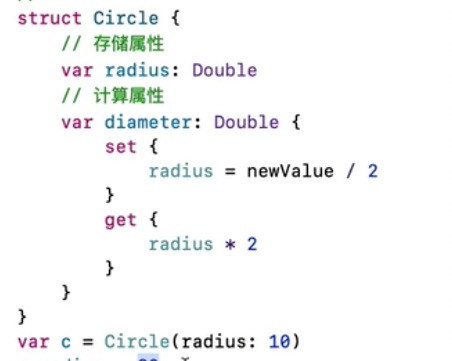 struct Circle {
// 存储属性
var radius: Double
// 计算属性
var diameter: Double {
set {
radius = newValue / 2
}
get {
radius * 2
}
}
}
var c = Circle(radius: 10)